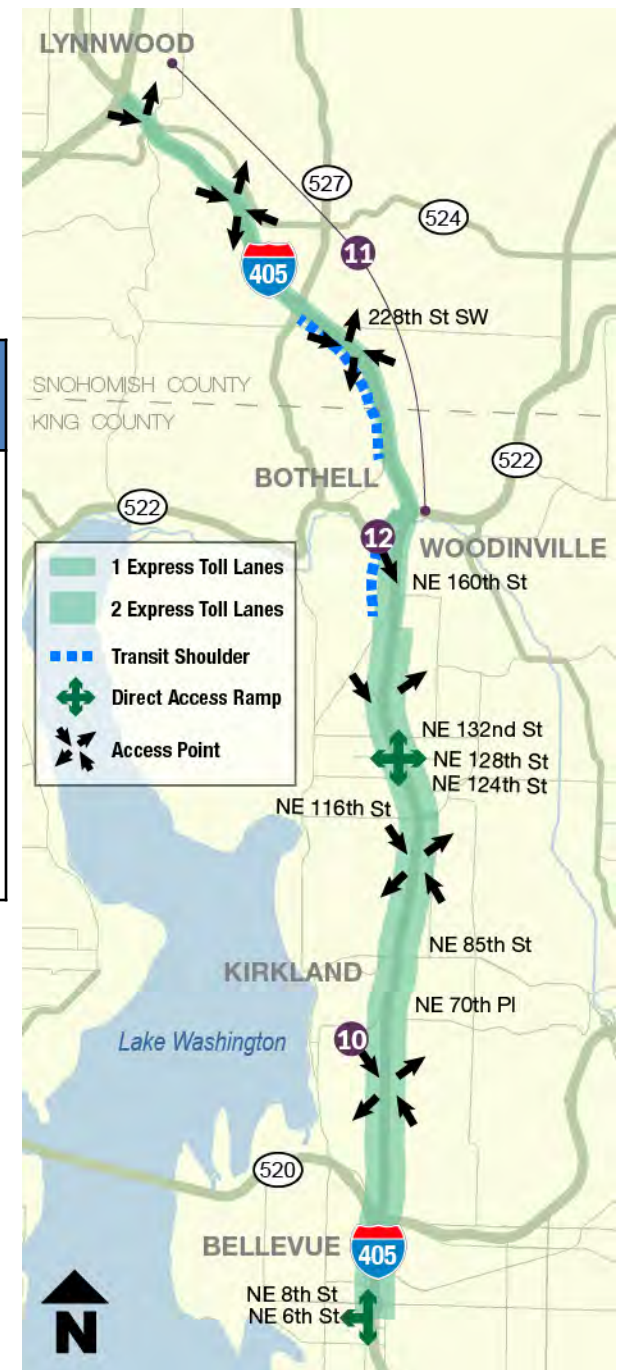 LYNNWOOD
527
524
11
405
228th St SW
SNOHOMISH COUNTY
KING COUNTY
BOTHELL
522
522
12
WOODINVILLE
1 Express Toll Lanes
2 Express Toll Lanes
Transit Shoulder
Direct Access Ramp
Access Point
NE 160th St
NE 132nd St
NE 128th St
NE 124th St
NE 116th St
NE 85th St
KIRKLAND
NE 70th Pl
Lake Washington
10
520
BELLEVUE
405
NE 8th St
NE 6th St
N